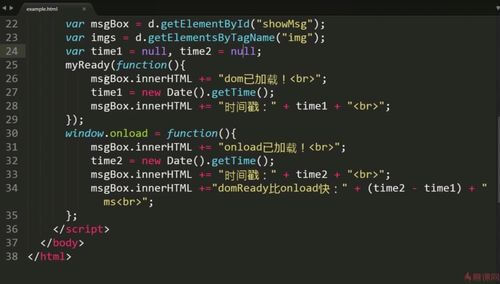 example.html
22 var msgBox = d.getElementById("showMsg");
23 var imgs = d.getElementsByTagName("img");
24 var time1 = null, time2 = null;
25 myReady(function(){
26 msgBox.innerHTML += "dom已加载！<br>";
27 time1 = new Date().getTime();
28 msgBox.innerHTML += "时间戳：" + time1 + "<br>";
29 });
30 window.onload = function(){
31 msgBox.innerHTML += "onload已加载！<br>";
32 time2 = new Date().getTime();
33 msgBox.innerHTML += "时间戳：" + time2 + "<br>";
34 msgBox.innerHTML +="domReady比onload快：" + (time2 - time1) + "
ms<br>";
35 };
36 </script>
37 </body>
38 </html>
慕课网